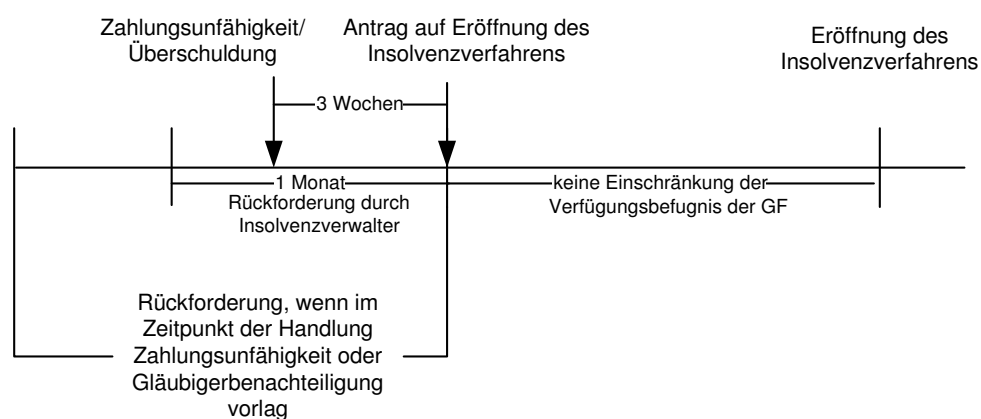 Zahlungsunfähigkeit/
Überschuldung
Antrag auf Eröffnung des
Insolvenzverfahrens
Eröffnung des
Insolvenzverfahrens
3 Wochen
1 Monat
Rückforderung durch
Insolvenzverwalter
keine Einschränkung der
Verfügungsbefugnis der GF
Rückforderung, wenn im
Zeitpunkt der Handlung
Zahlungsunfähigkeit oder
Gläubigerbenachteiligung
vorlag